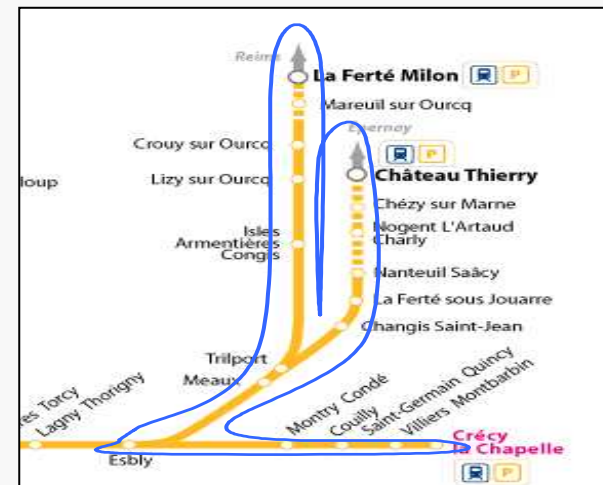 Reims
La Ferté Milon P
Mareuil sur Ourcq
Epernay
Crouy sur Ourcq
P
loup
Lizy sur Ourcq
Château Thierry
Chézy sur Marne
Isles
Armentières
Congis
Nogent L'Artaud
Charly
Nanteuil Saâcy
La Ferté sous Jouarre
Changis Saint-Jean
Trilport
Meaux
res Torcy
Lagny Thorigny
Esbly
Montry Condé
Couilly
Saint-Germain Quincy
Villiers Montbarbin
Crécy
la Chapelle
P